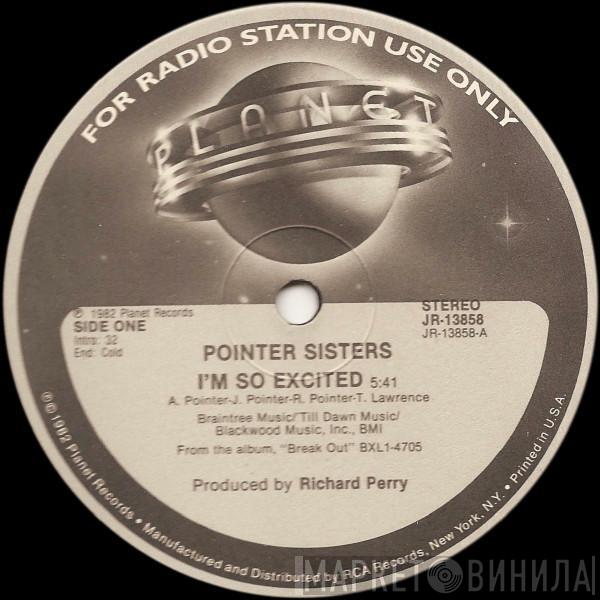 FOR RADIO STATION USE ONLY
PLANET
℗ 1982 Planet Records
SIDE ONE
Intro: 32
End: Cold
STEREO
JR-13858
JR-13858-A
POINTER SISTERS
I'M SO EXCITED 5:41
A. Pointer-J. Pointer-R. Pointer-T. Lawrence
Braintree Music/'Till Dawn Music/
Blackwood Music, Inc., BMI
From the album, "Break Out" BXL1-4705
Produced by Richard Perry
℗©1982 Planet Records • Manufactured and Distributed by RCA Records, New York, N.Y. • Printed in U.S.A.
МАРКЕТ ВИНИЛА